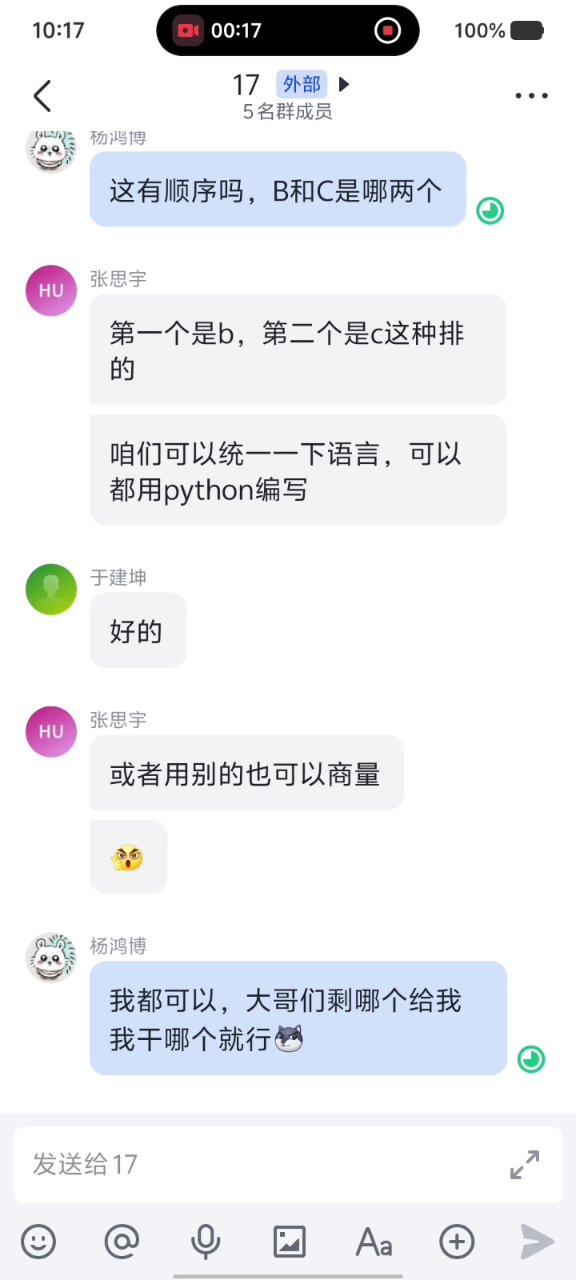 10:17
00:17
100%
17 外部
5名群成员
杨鸿博
这有顺序吗，B和C是哪两个
HU
张思宇
第一个是b，第二个是c这种排
的
咱们可以统一一下语言，可以
都用python编写
于建坤
好的
HU
张思宇
或者用别的也可以商量
杨鸿博
我都可以，大哥们剩哪个给我
我干哪个就行
发送给17
Aa